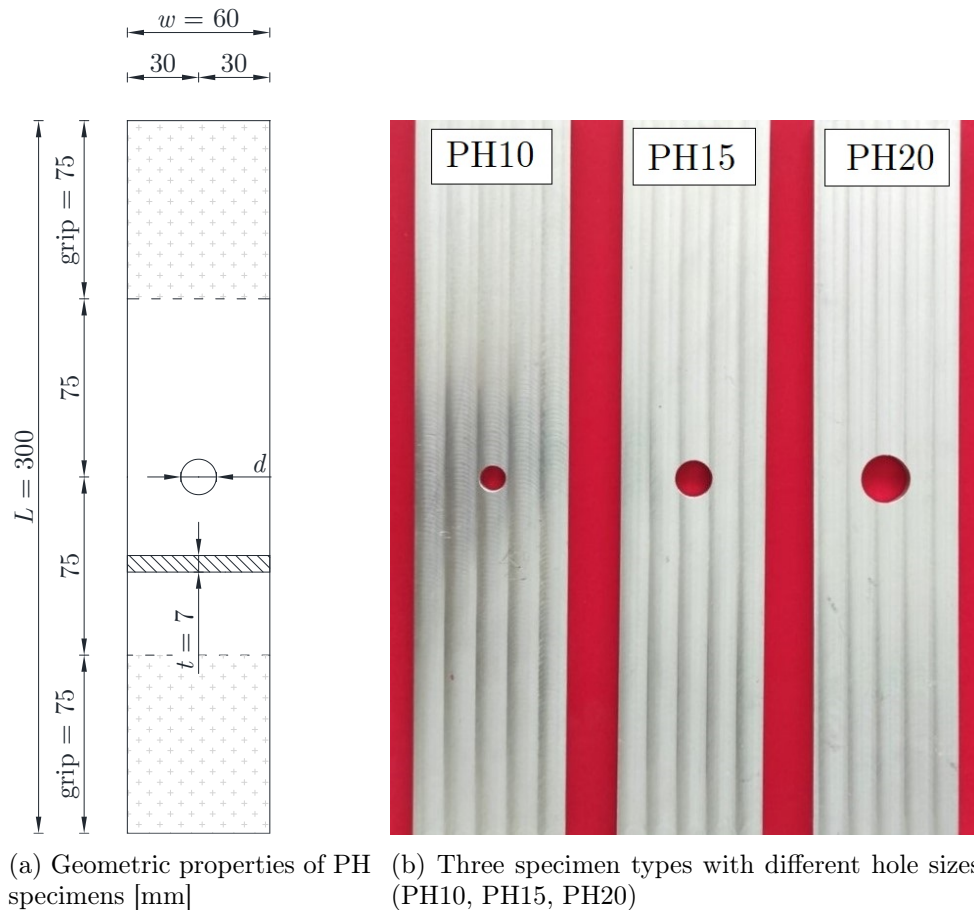 w = 60
30 30
grip = 75
75
L = 300
d
75
t = 7
grip = 75
PH10 PH15 PH20
(a) Geometric properties of PH
specimens [mm]
(b) Three specimen types with different hole sizes
(PH10, PH15, PH20)